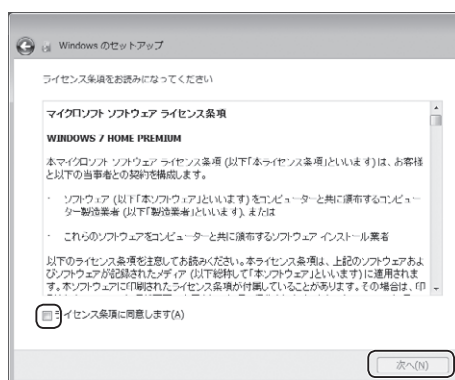 Windows のセットアップ
ライセンス条項をお読みになってください
マイクロソフト ソフトウェア ライセンス条項
WINDOWS 7 HOME PREMIUM
本マイクロソフト ソフトウェア ライセンス条項 (以下「本ライセンス条項」といいます) は、お客様
と以下の当事者との契約を構成します。
· ソフトウェア (以下「本ソフトウェア」といいます) をコンピューターと共に頒布するコンピュー
ター製造業者 (以下「製造業者」といいます)、または
· これらのソフトウェアをコンピューターと共に頒布するソフトウェア インストール業者
以下のライセンス条項を注意してお読みください。本ライセンス条項は、上記のソフトウェアおよ
びソフトウェアが記録されたメディア (以下総称して「本ソフトウェア」といいます) に適用されま
す。本ソフトウェアに印刷されたライセンス条項が付属していることがあります。その場合は、印
ライセンス条項に同意します(A)
次へ(N)